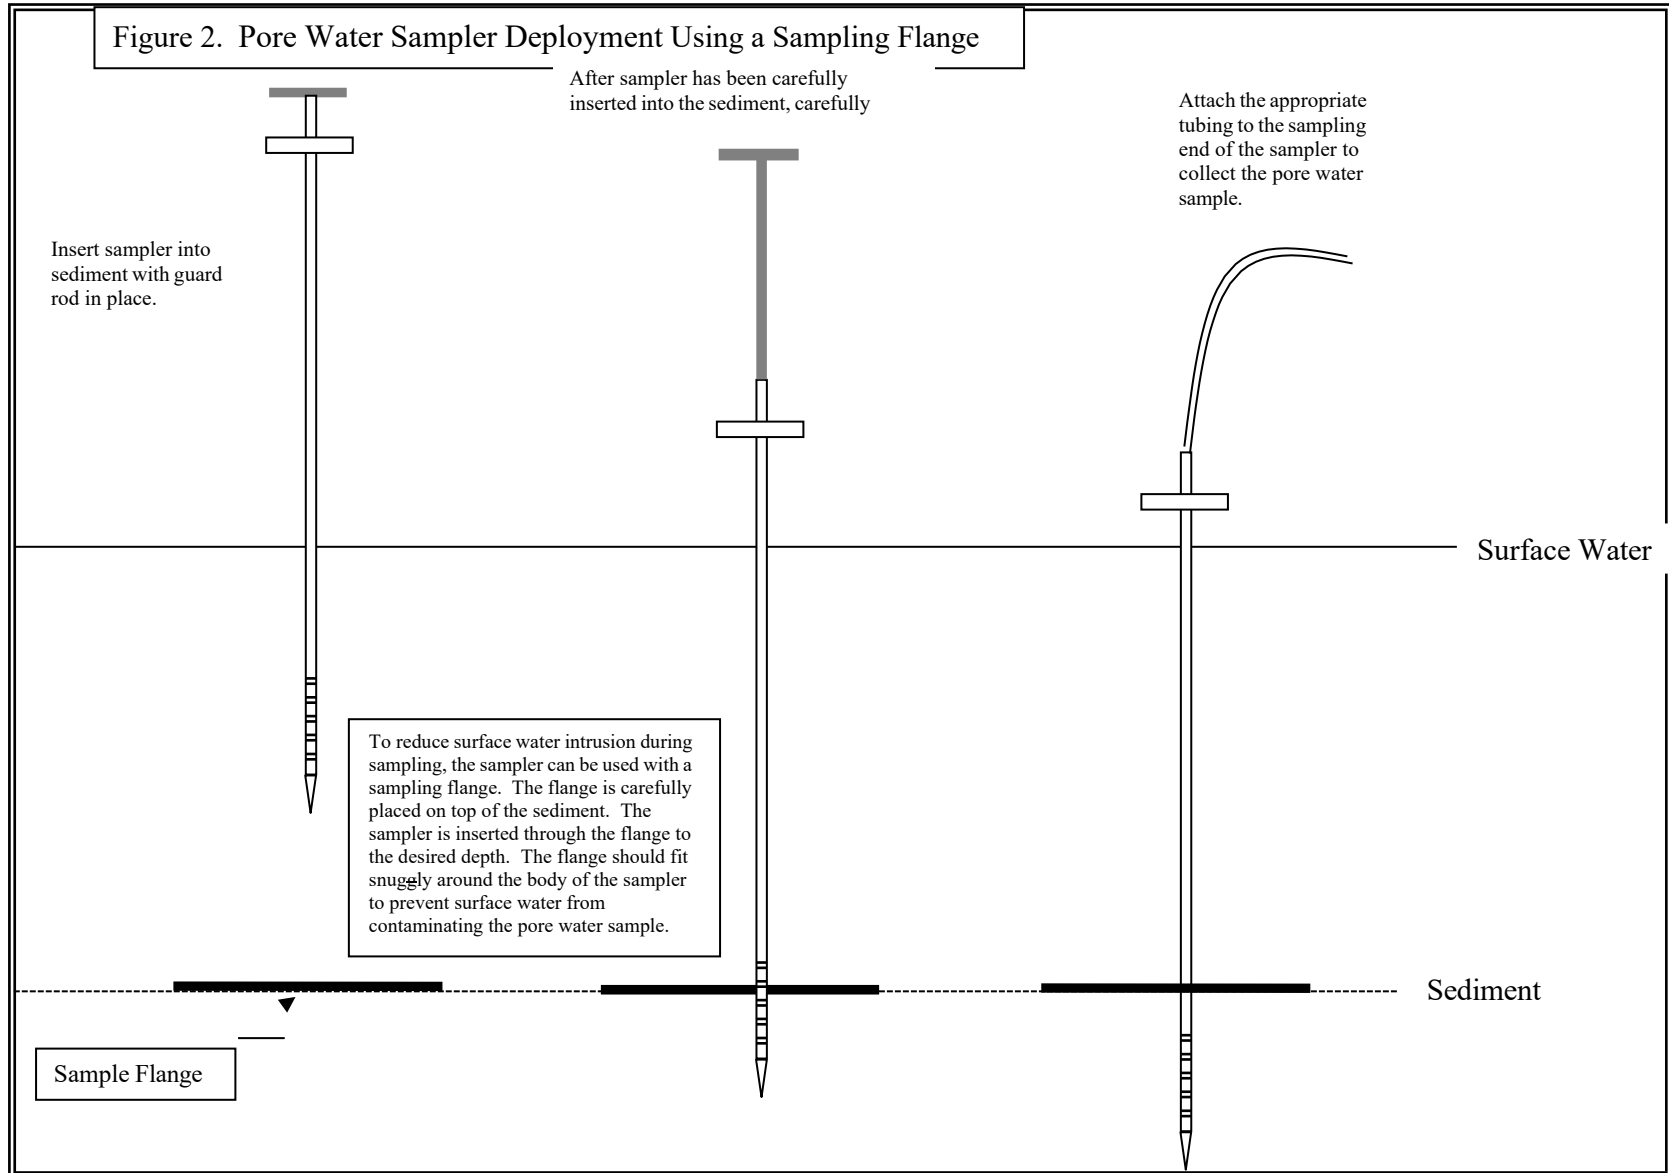 Figure 2.  Pore Water Sampler Deployment Using a Sampling Flange
After sampler has been carefully
inserted into the sediment, carefully
Attach the appropriate
tubing to the sampling
end of the sampler to
collect the pore water
sample.
Insert sampler into
sediment with guard
rod in place.
Surface Water
To reduce surface water intrusion during
sampling, the sampler can be used with a
sampling flange.  The flange is carefully
placed on top of the sediment.  The
sampler is inserted through the flange to
the desired depth.  The flange should fit
snuggly around the body of the sampler
to prevent surface water from
contaminating the pore water sample.
Sediment
Sample Flange